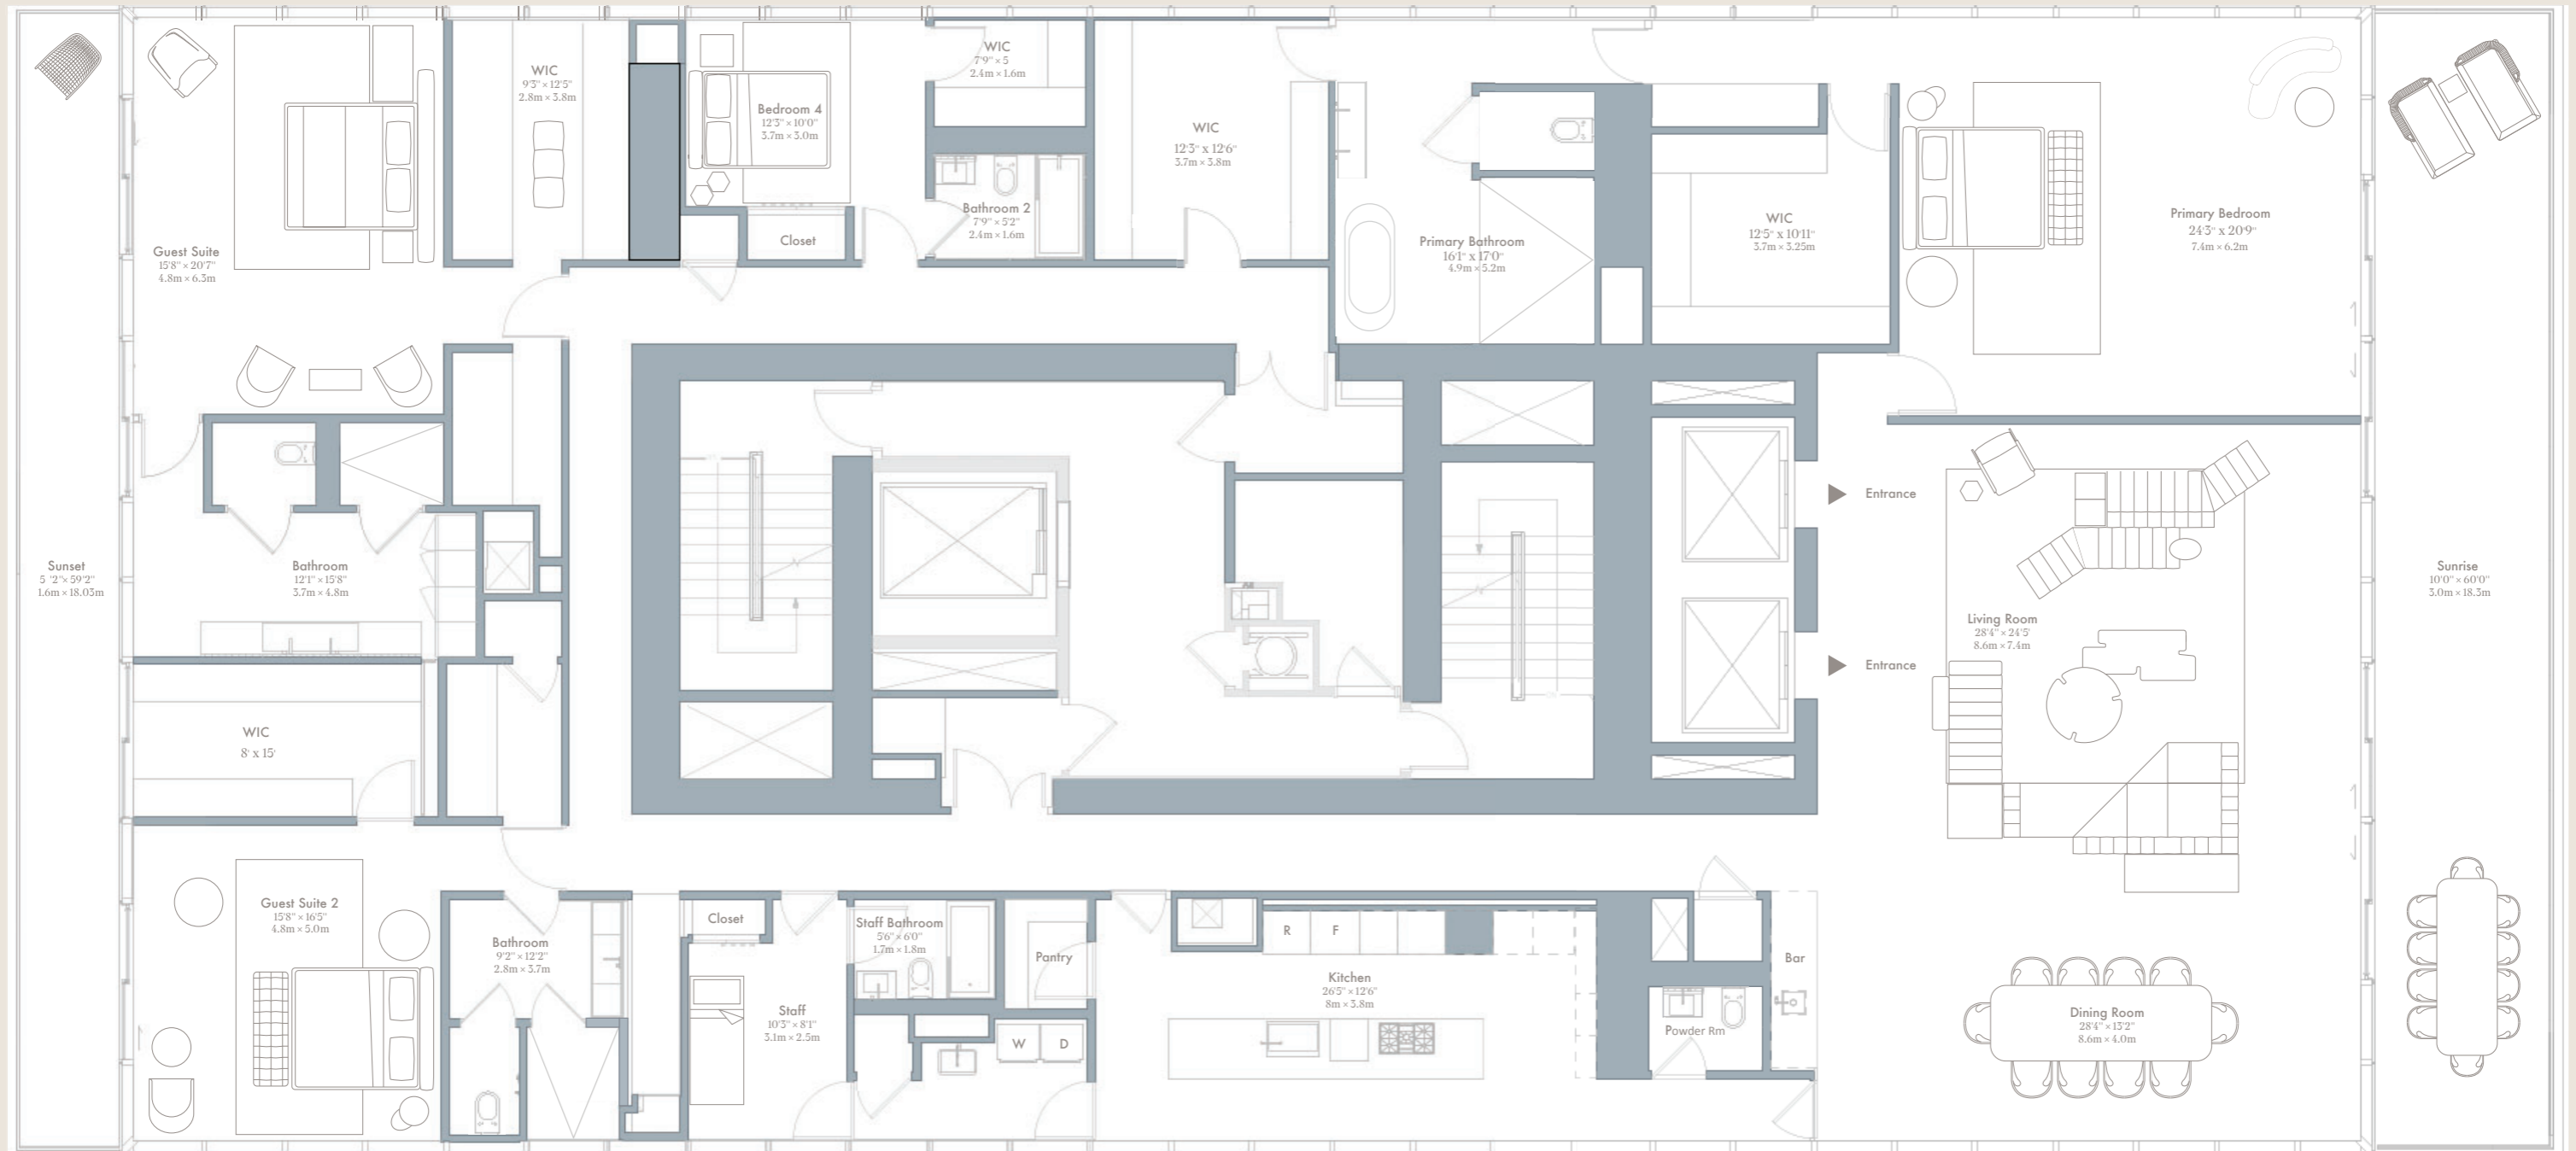 WIC
9'3" × 12'5"
2.8m × 3.8m
Bedroom 4
12'3" × 10'0"
3.7m × 3.0m
WIC
7'9" × 5
2.4m × 1.6m
WIC
12'3" x 12'6"
3.7m × 3.8m
Bathroom 2
7'9" × 5'2"
2.4m × 1.6m
Closet
Guest Suite
15'8" × 20'7"
4.8m × 6.3m
Primary Bathroom
16'1" x 17'0"
4.9m × 5.2m
WIC
12'5" x 10'11"
3.7m × 3.25m
Primary Bedroom
24'3" x 20'9"
7.4m × 6.2m
Entrance
Entrance
Sunset
5 '2"× 59'2"
1.6m × 18.03m
Bathroom
12'1" × 15'8"
3.7m × 4.8m
Living Room
28'4" × 24'5'
8.6m × 7.4m
Sunrise
10'0" × 60'0"
3.0m × 18.3m
WIC
8' x 15'
Guest Suite 2
15'8" × 16'5"
4.8m × 5.0m
Bathroom
9'2" × 12'2"
2.8m × 3.7m
Closet
Staff Bathroom
5'6" × 6'0"
1.7m × 1.8m
Staff
10'3" × 8'1"
3.1m × 2.5m
Pantry
W D
R F
Kitchen
26'5" × 12'6"
8m × 3.8m
Powder Rm
Bar
Dining Room
28'4" × 13'2"
8.6m × 4.0m